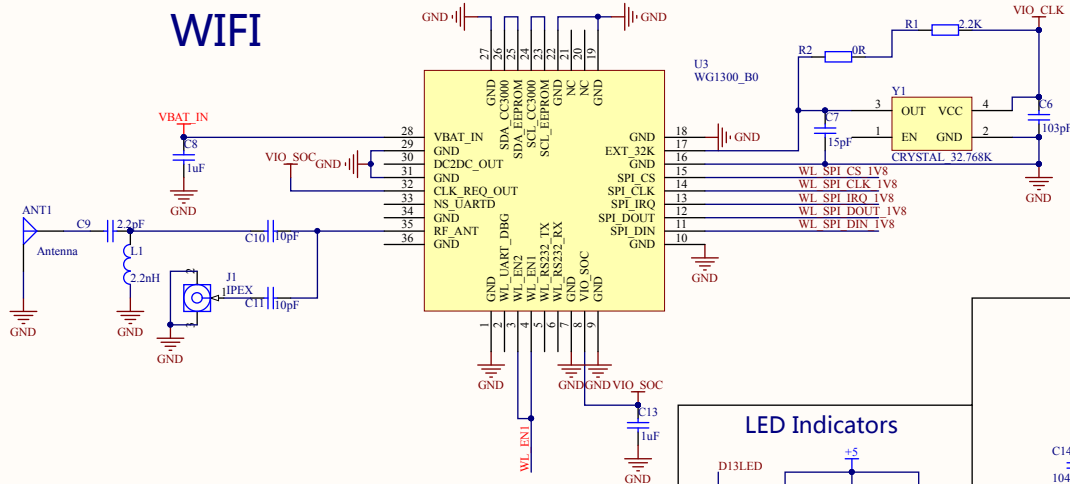 WIFI
GND
GND
27
26
25
24
23
22
21
20
19
GND
SDA_CC3000
SDA_EEPROM
SCL_CC3000
SCL_EEPROM
GND
NC
NC
GND
U3
WG1300_B0
R1
2.2K
VIO_CLK
R2
0R
Y1
3
OUT
VCC
4
1
EN
GND
2
CRYSTAL_32.768K
C7
15pF
C6
103pF
GND
VBAT_IN
C8
1uF
GND
VIO_SOC
GND
28
VBAT_IN
29
GND
30
DC2DC_OUT
31
GND
32
CLK_REQ_OUT
33
NS_UARTD
34
GND
35
RF_ANT
36
GND
GND
18
GND
EXT_32K
17
GND
16
SPI_CS
15
WL_SPI_CS_1V8
SPI_CLK
14
WL_SPI_CLK_1V8
SPI_IRQ
13
WL_SPI_IRQ_1V8
SPI_DOUT
12
WL_SPI_DOUT_1V8
SPI_DIN
11
WL_SPI_DIN_1V8
GND
10
GND
ANT1
Antenna
GND
C9
2.2pF
L1
2.2nH
GND
C10
10pF
J1
IPEX
2
1
3
C11
10pF
GND
GND
WL_UART_DBG
WL_EN2
WL_EN1
WL_RS232_TX
WL_RS232_RX
GND
VIO_SOC
GND
1
2
3
4
5
6
7
8
9
GND
GND
GND
VIO_SOC
C13
1uF
GND
WL_EN1
LED Indicators
+5
D13LED
C14
104